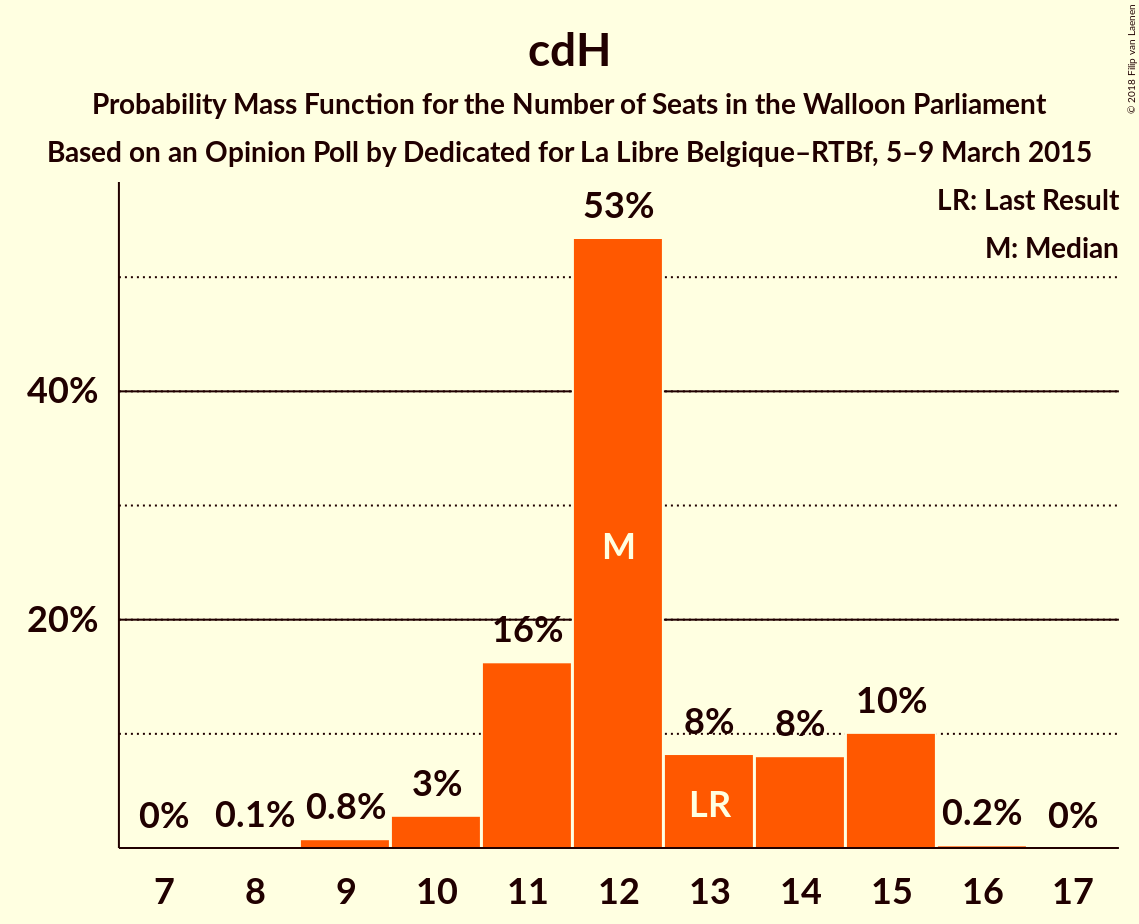 cdH
Probability Mass Function for the Number of Seats in the Walloon Parliament
Based on an Opinion Poll by Dedicated for La Libre Belgique–RTBf, 5–9 March 2015
© 2018 Filip van Laenen
LR: Last Result
M: Median
53%
40%
M
20%
16%
10%
8%
8%
LR
3%
0.8%
0%
0.1%
0.2%
0%
7 8 9 10 11 12 13 14 15 16 17